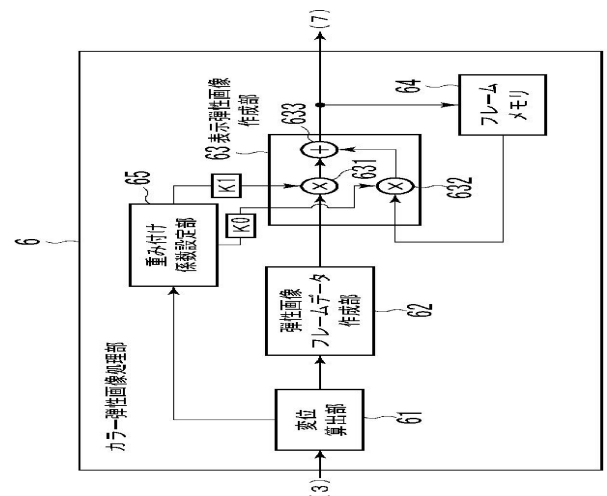 6
カラー弾性画像処理部
(3)
変位
算出部
61
弾性画像
フレームデータ
作成部
62
重み付け
係数設定部
65
K1
K0
63 表示弾性画像
作成部
633
631
632
フレーム
メモリ
64
(7)